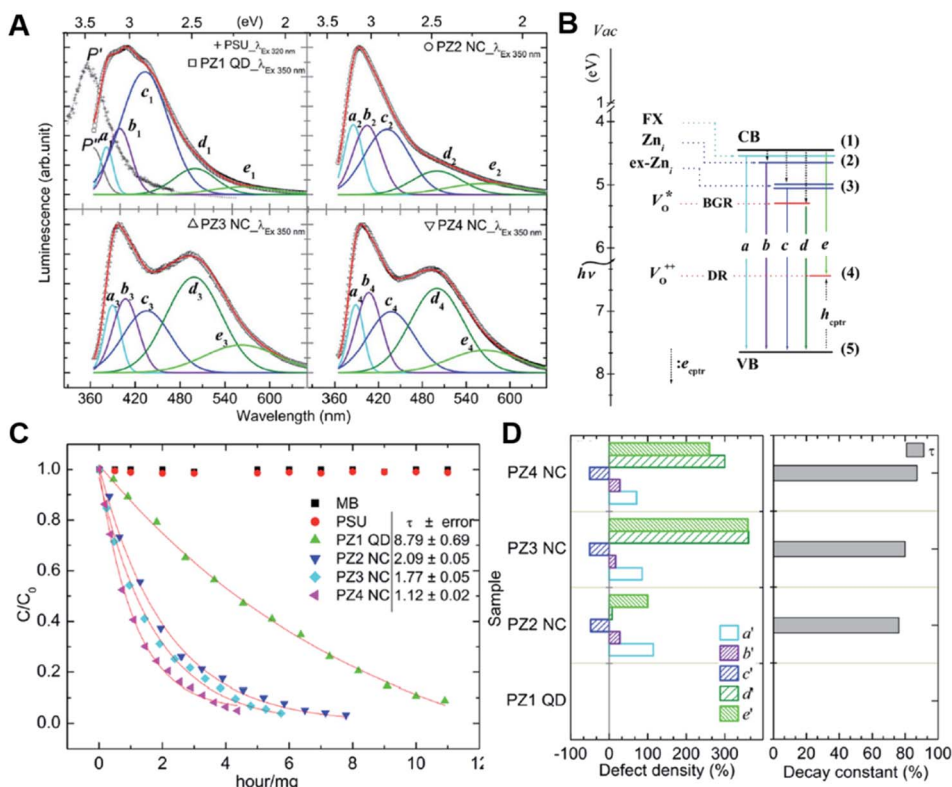 A
3.5 3 2.5 2 (eV) 3.5 3 2.5 2
P'
P''
+ PSU_λEx 320 nm
□ PZ1 QD_λEx 350 nm
a1 b1 c1 d1 e1
○ PZ2 NC_λEx 350 nm
a2 b2 c2 d2 e2
△ PZ3 NC_λEx 350 nm
a3 b3 c3 d3 e3
▽ PZ4 NC_λEx 350 nm
a4 b4 c4 d4 e4
Luminescence (arb.unit)
360 420 480 540 600 360 420 480 540 600
Wavelength (nm)
B
Vac
(eV)
1
4
5
6
hν
7
8
FX
Zni
ex-Zni
VO*
VO++
CB
BGR
DR
VB
a b c d e
hcptr
:ecptr
(1)
(2)
(3)
(4)
(5)
C
C/C0
1.0
0.8
0.6
0.4
0.2
0.0
MB
PSU τ ± error
PZ1 QD 8.79 ± 0.69
PZ2 NC 2.09 ± 0.05
PZ3 NC 1.77 ± 0.05
PZ4 NC 1.12 ± 0.02
0 2 4 6 8 10 12
hour/mg
D
Sample
PZ4 NC
PZ3 NC
PZ2 NC
PZ1 QD
a'
b'
c'
d'
e'
-100 0 100 200 300
Defect density (%)
τ
0 20 40 60 80 100
Decay constant (%)